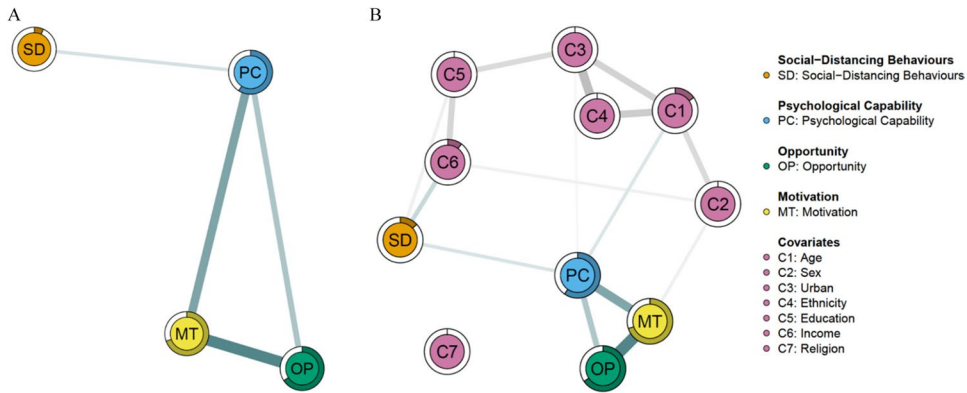 A
B
SD
PC
MT
OP
C3
C5
C4
C1
C6
C2
SD
PC
MT
C7
OP
Social-Distancing Behaviours
SD: Social-Distancing Behaviours
Psychological Capability
PC: Psychological Capability
Opportunity
OP: Opportunity
Motivation
MT: Motivation
Covariates
C1: Age
C2: Sex
C3: Urban
C4: Ethnicity
C5: Education
C6: Income
C7: Religion